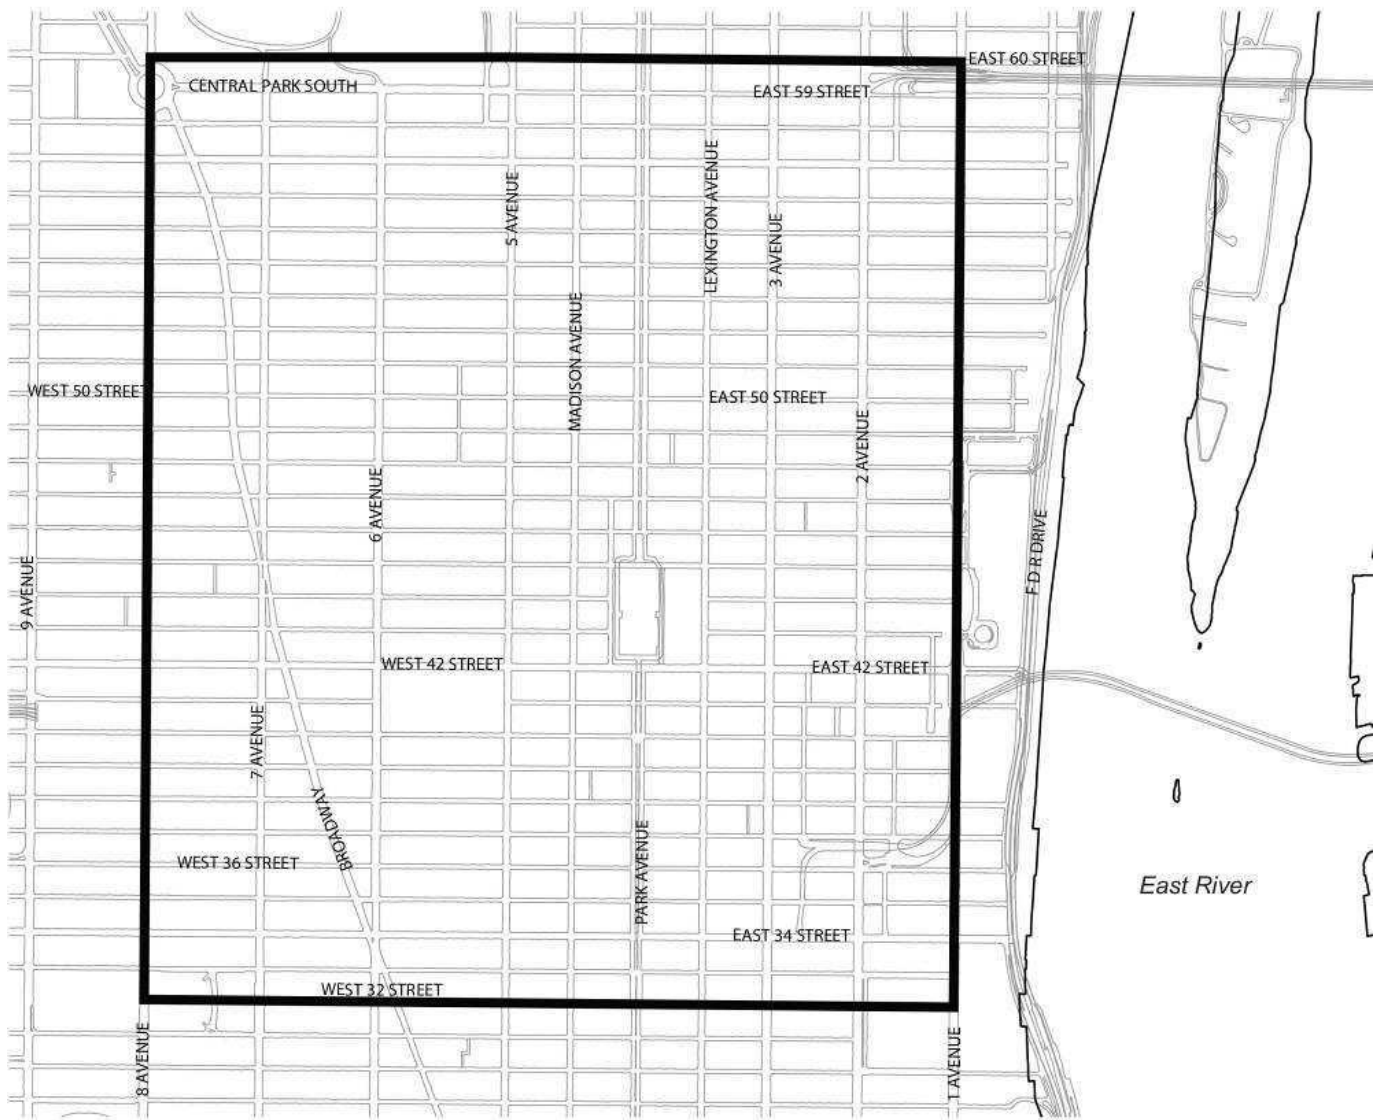 EAST 60 STREET
CENTRAL PARK SOUTH
EAST 59 STREET
5 AVENUE
LEXINGTON AVENUE
3 AVENUE
MADISON AVENUE
WEST 50 STREET
EAST 50 STREET
2 AVENUE
6 AVENUE
9 AVENUE
F D R DRIVE
WEST 42 STREET
EAST 42 STREET
7 AVENUE
BROADWAY
WEST 36 STREET
PARK AVENUE
East River
EAST 34 STREET
WEST 32 STREET
8 AVENUE
1 AVENUE